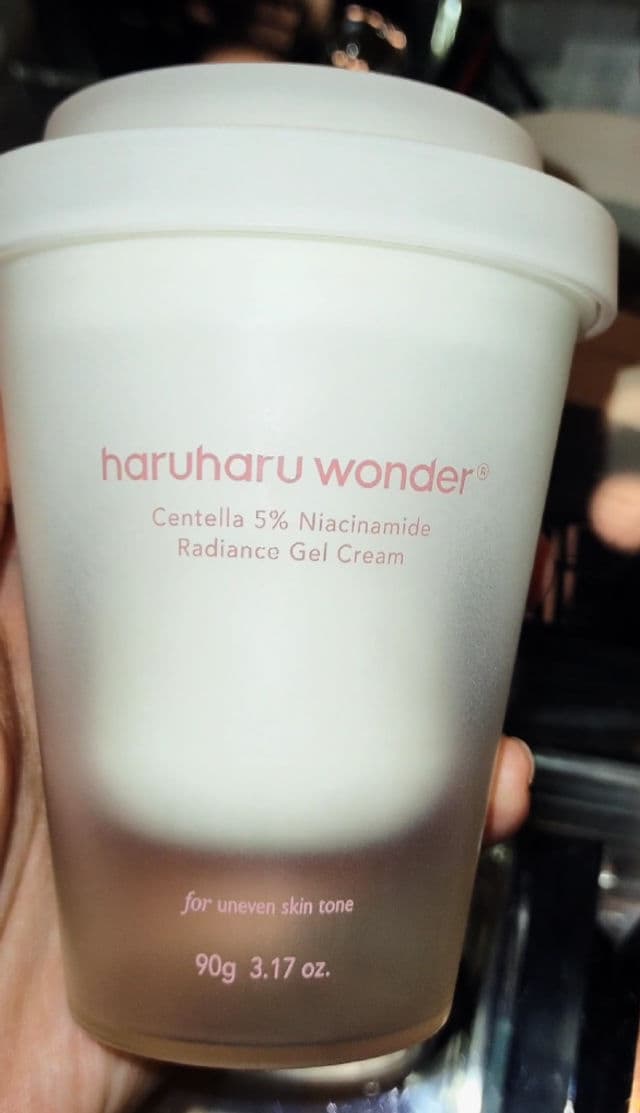 haruharu wonder®
Centella 5% Niacinamide
Radiance Gel Cream
for uneven skin tone
90g 3.17 oz.